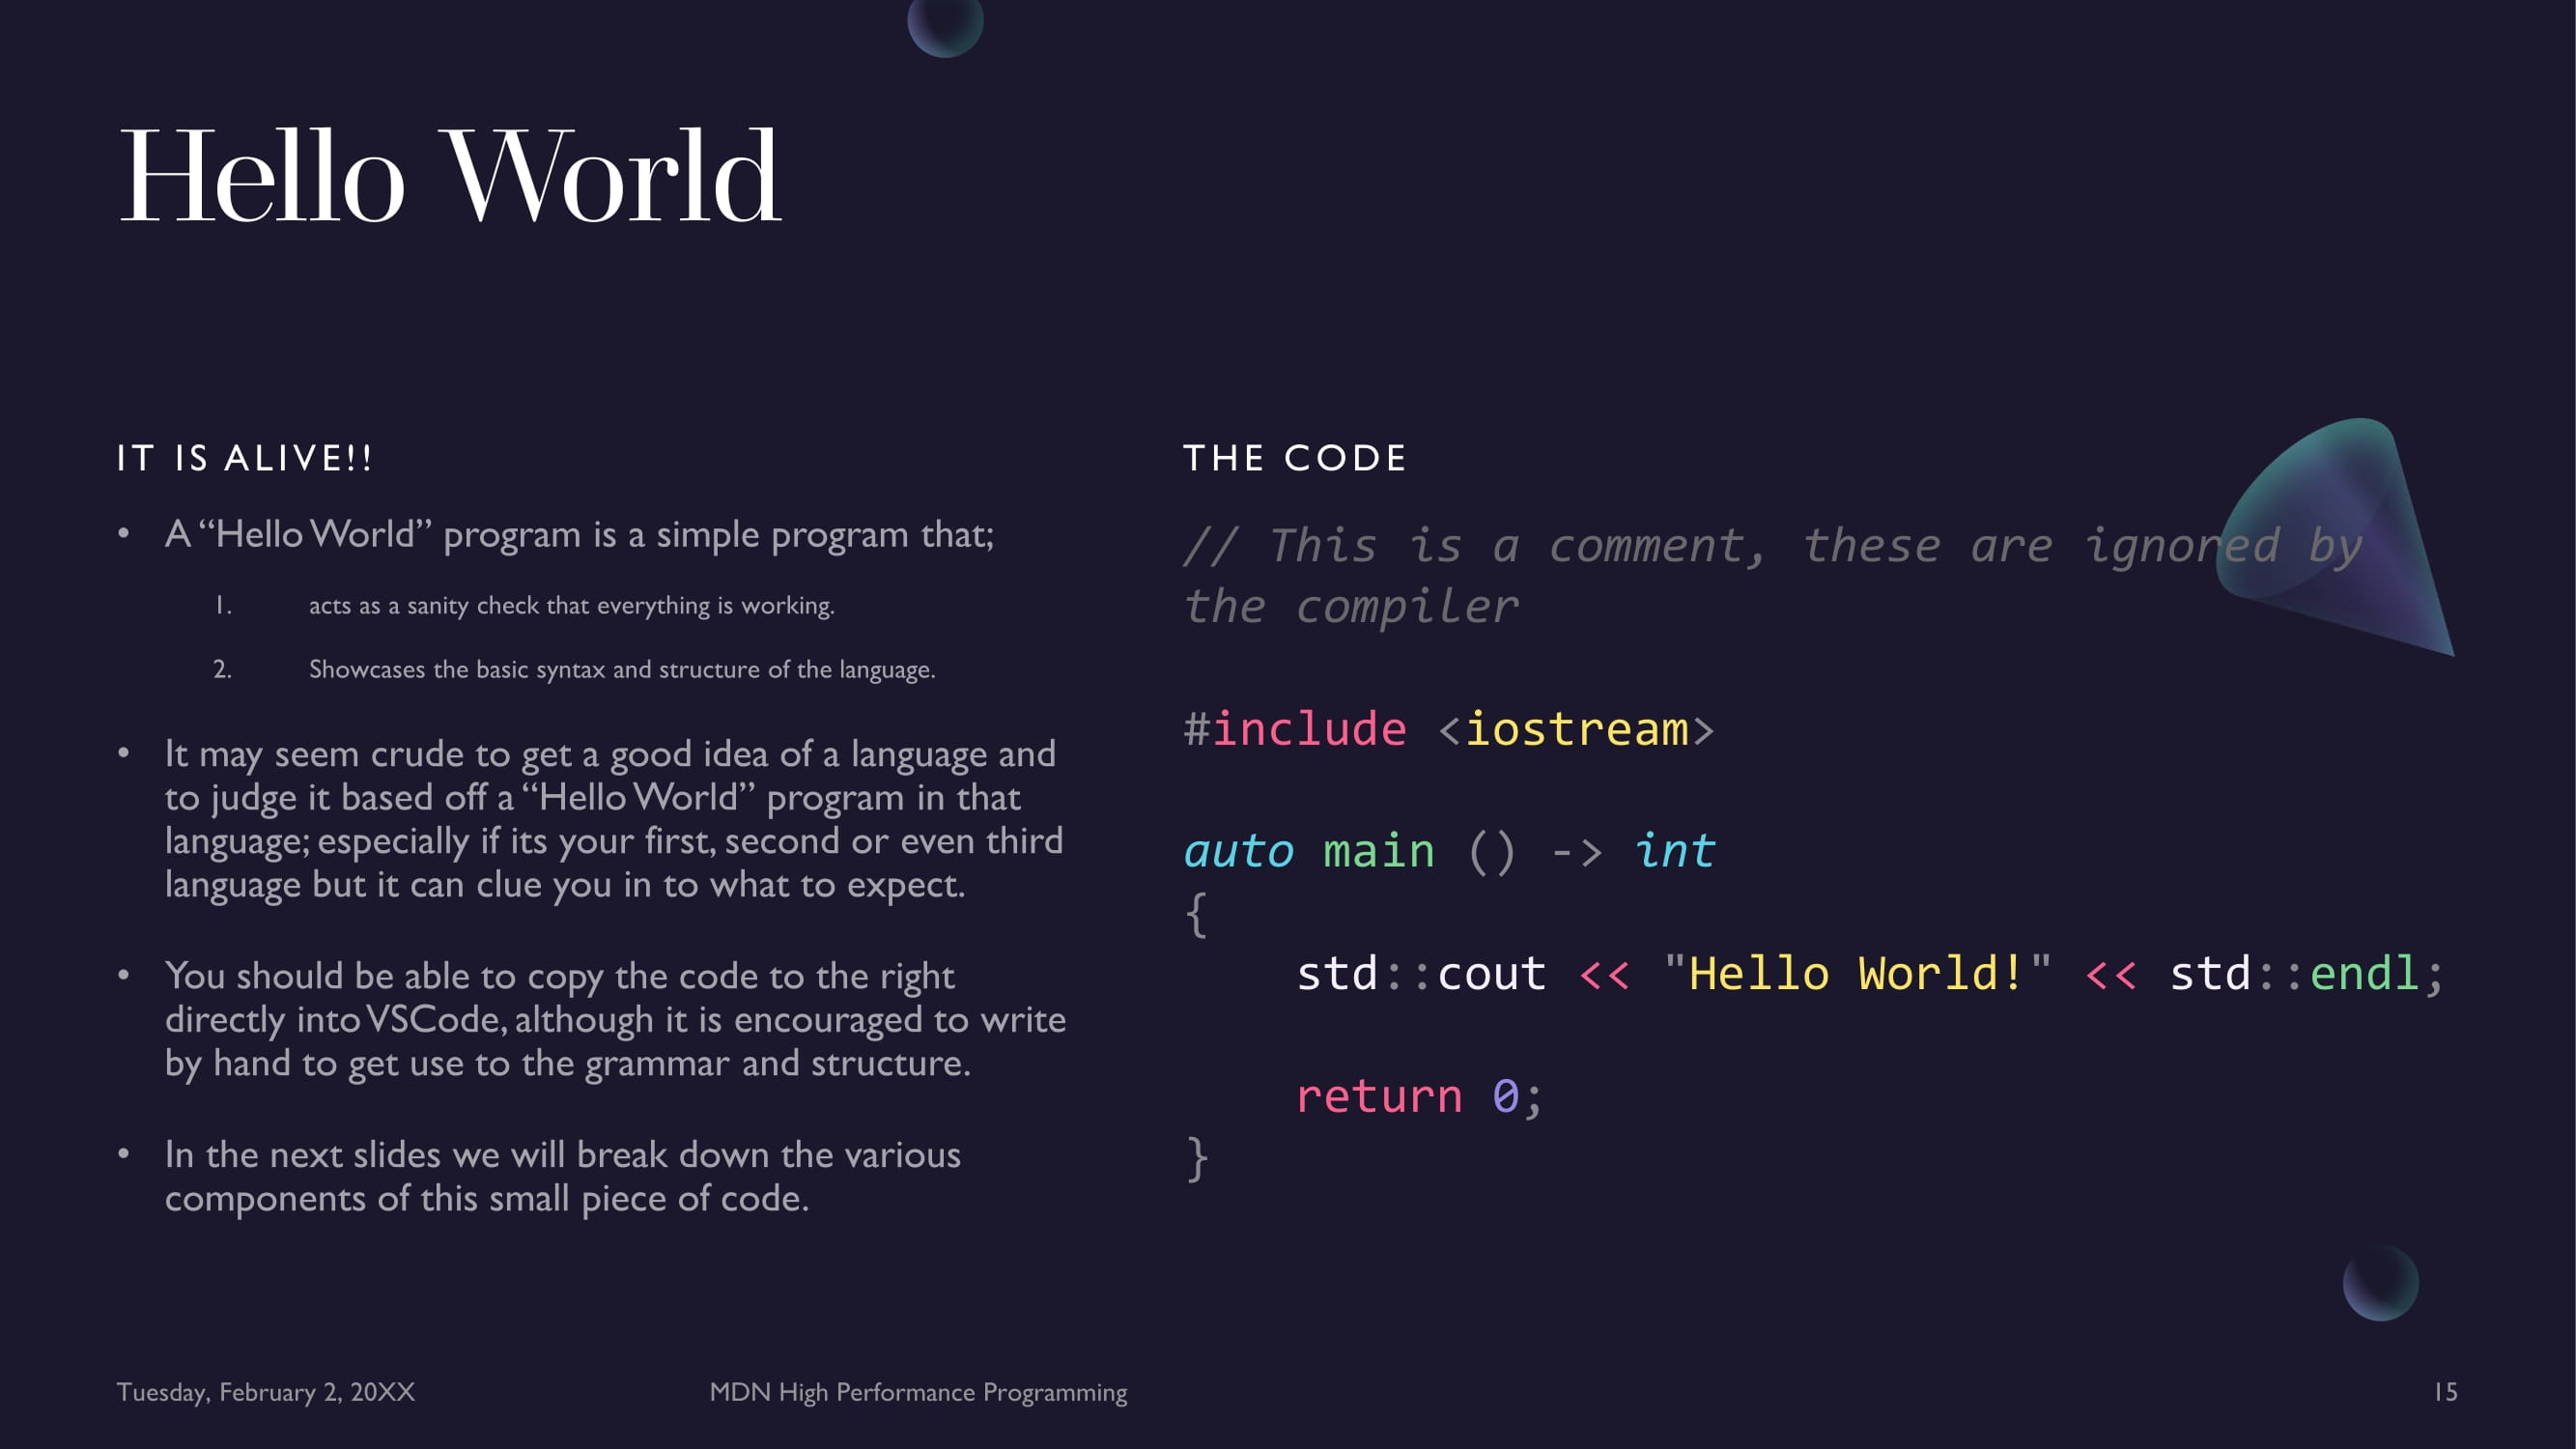 Hello World
IT IS ALIVE!!
• A “Hello World” program is a simple program that;
1. acts as a sanity check that everything is working.
2. Showcases the basic syntax and structure of the language.
• It may seem crude to get a good idea of a language and
to judge it based off a “Hello World” program in that
language; especially if its your first, second or even third
language but it can clue you in to what to expect.
• You should be able to copy the code to the right
directly into VSCode, although it is encouraged to write
by hand to get use to the grammar and structure.
• In the next slides we will break down the various
components of this small piece of code.
THE CODE
// This is a comment, these are ignored by
the compiler
#include <iostream>
auto main () -> int
{
    std::cout << "Hello World!" << std::endl;
    return 0;
}
Tuesday, February 2, 20XX
MDN High Performance Programming
15